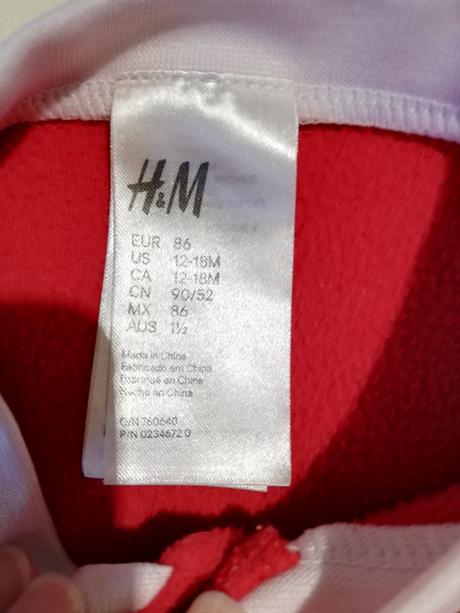 H&M
EUR 86
US 12-18M
CA 12-18M
CN 90/52
MX 86
AUS 1½
Made in China
Fabricado em China
Fabriqué en Chine
Hecho en China
O/N 760640
P/N 0234672 0